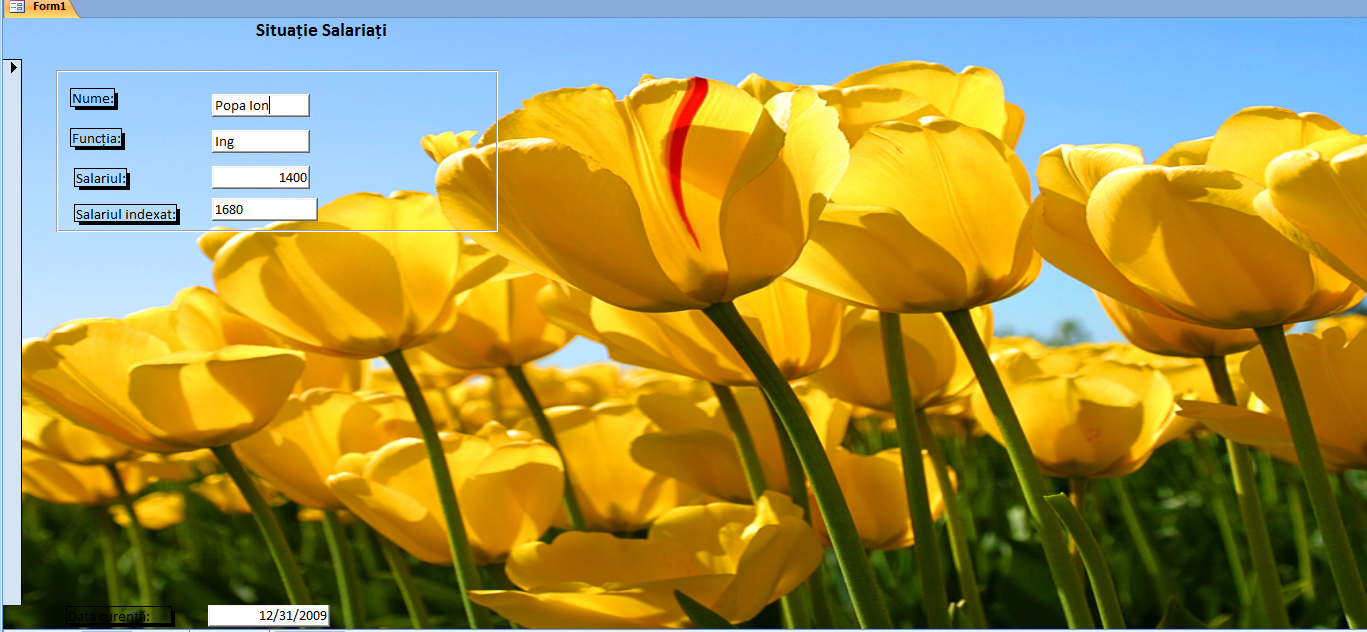 Form1
Situație Salariați
Nume: Popa Ion
Funcția: Ing
Salariul: 1400
Salariul indexat: 1680
Data curentă: 12/31/2009